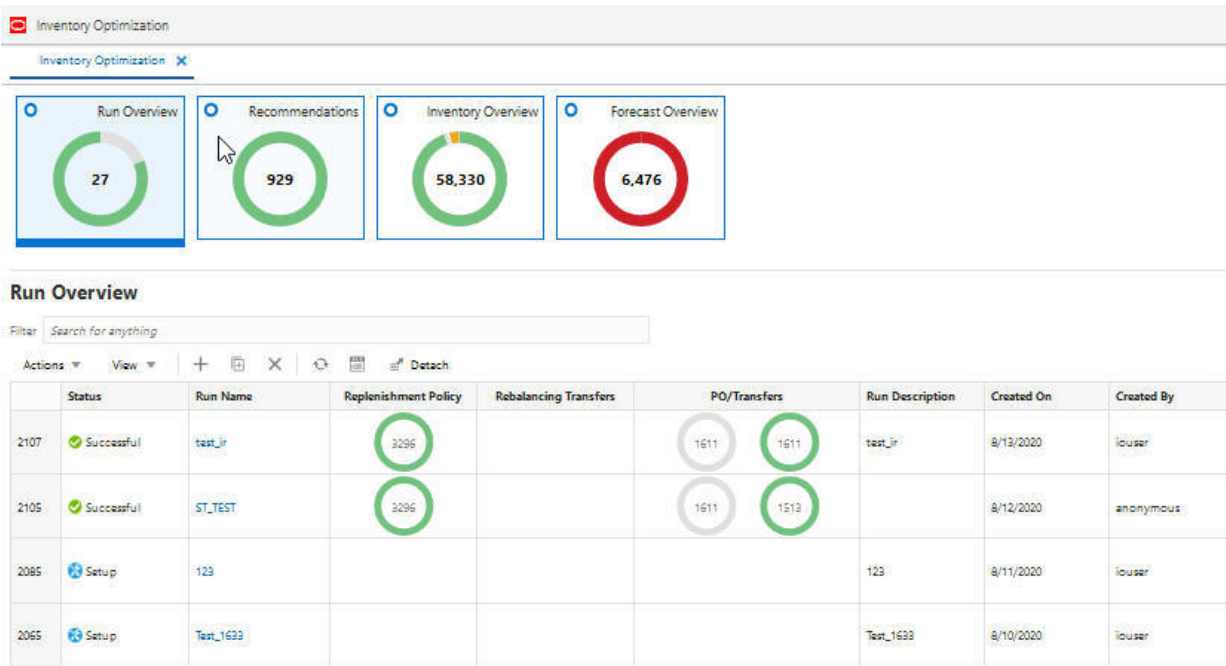 Inventory Optimization
Inventory Optimization
Run Overview Recommendations Inventory Overview Forecast Overview
27 929 58,330 6,476
Run Overview
Filter Search for anything
Actions View Detach
Status Run Name Replenishment Policy Rebalancing Transfers PO/Transfers Run Description Created On Created By
2107 Successful test_ir 3296 1611 1611 test_ir 8/13/2020 iouser
2105 Successful ST_TEST 3296 1611 1513 8/12/2020 anonymous
2085 Setup 123 123 8/11/2020 iouser
2065 Setup Test_1633 Test_1633 8/10/2020 iouser